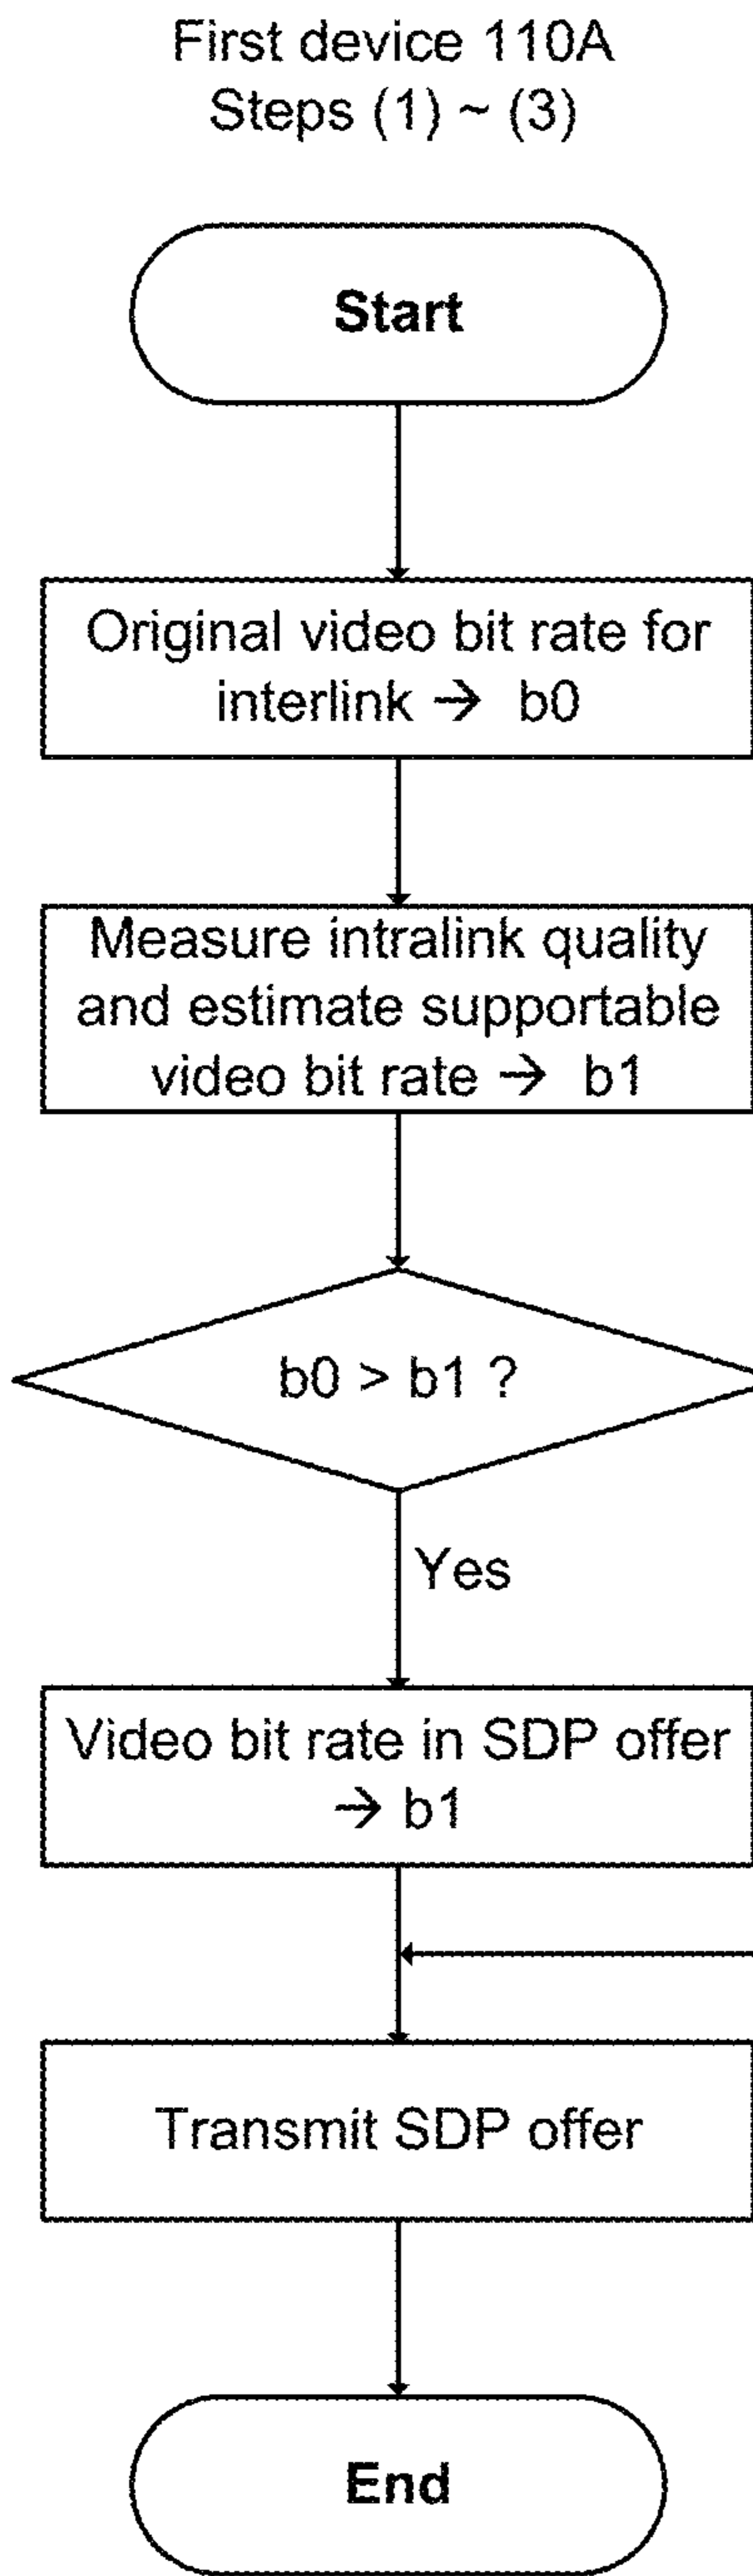 First device 110A
Steps (1) ~ (3)
Start
Original video bit rate for
interlink → b0
Measure intralink quality
and estimate supportable
video bit rate → b1
b0 > b1 ?
Yes
Video bit rate in SDP offer
→ b1
Transmit SDP offer
End